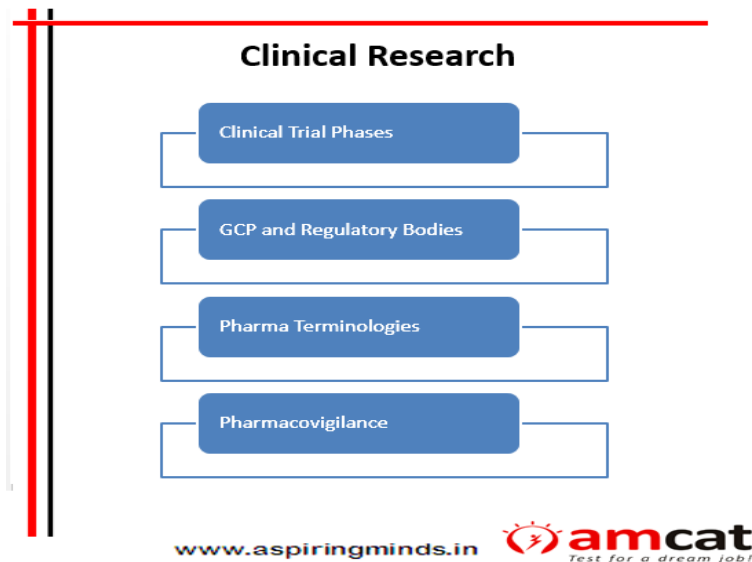 Clinical Research
Clinical Trial Phases
GCP and Regulatory Bodies
Pharma Terminologies
Pharmacovigilance
www.aspiringminds.in
amcat
Test for a dream job!